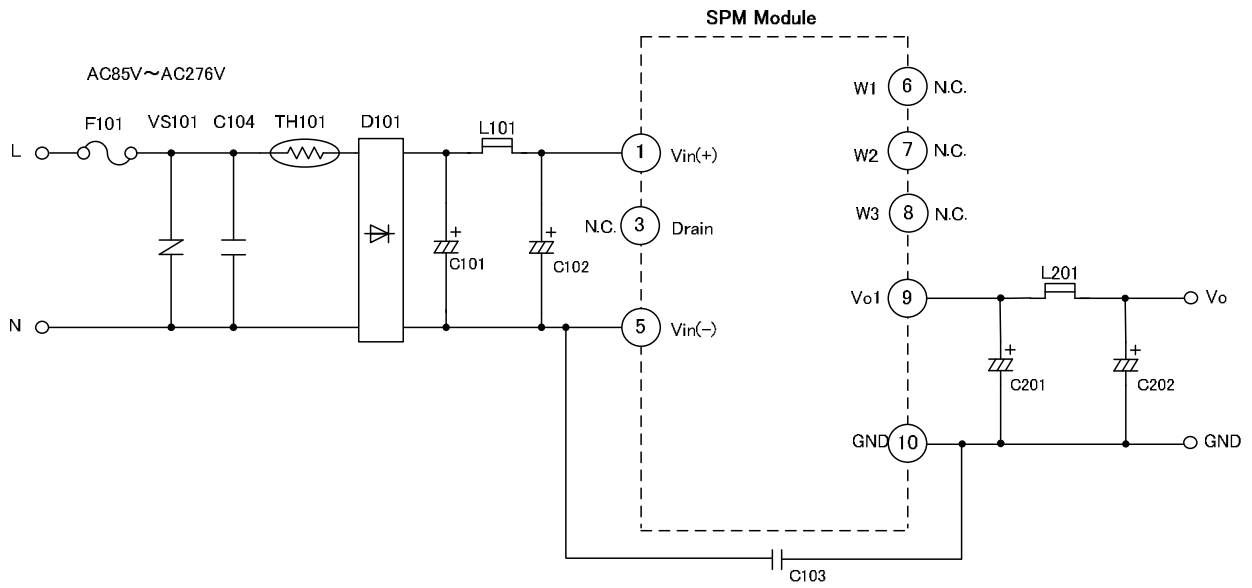 SPM Module
AC85V～AC276V
F101 VS101 C104 TH101 D101 L101
L
N
C101
C102
1 Vin(+)
N.C. 3 Drain
5 Vin(-)
W1 6 N.C.
W2 7 N.C.
W3 8 N.C.
Vo1 9
L201
Vo
C201
C202
GND 10
GND
C103
+
+
+
+